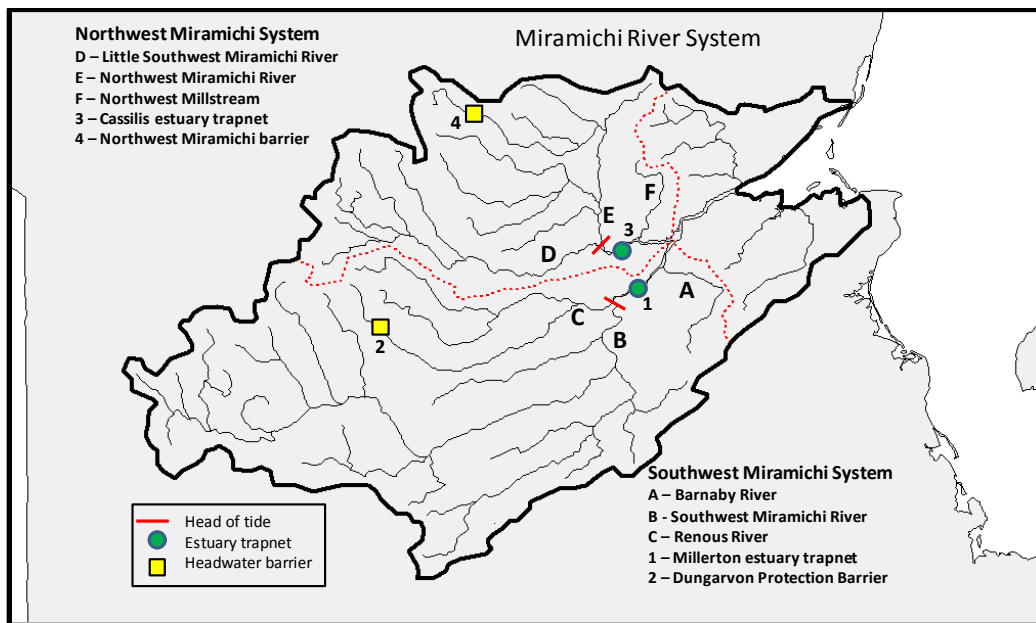 Northwest Miramichi System
D – Little Southwest Miramichi River
E – Northwest Miramichi River
F – Northwest Millstream
3 – Cassilis estuary trapnet
4 – Northwest Miramichi barrier
Miramichi River System
4
F
E
3
D
A
1
C
B
2
Southwest Miramichi System
A – Barnaby River
B - Southwest Miramichi River
C – Renous River
1 – Millerton estuary trapnet
2 – Dungarvon Protection Barrier
Head of tide
Estuary trapnet
Headwater barrier